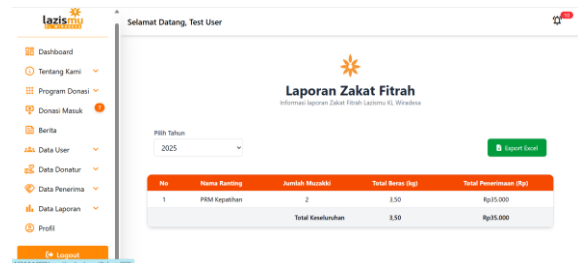 lazismu
KL WIRADESA
Selamat Datang, Test User
Dashboard
Tentang Kami
Program Donasi
Donasi Masuk
Berita
Data User
Data Donatur
Data Penerima
Data Laporan
Profil
Logout
Laporan Zakat Fitrah
Informasi laporan Zakat Fitrah Lazismu KL Wiradesa
Pilih Tahun
2025
Export Excel
No Nama Ranting Jumlah Muzakki Total Beras (kg) Total Penerimaan (Rp)
1 PRM Kepatihan 2 3,50 Rp35.000
Total Keseluruhan 3,50 Rp35.000